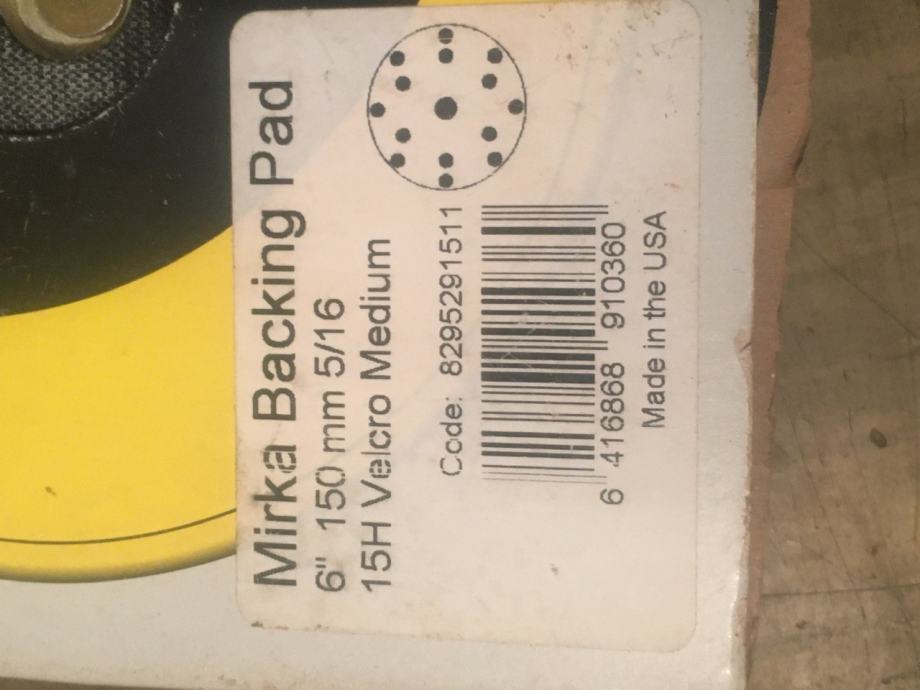 Mirka Backing Pad
6" 150 mm 5/16
15H Velcro Medium
Code: 8295291511
6 416868 910360
Made in the USA